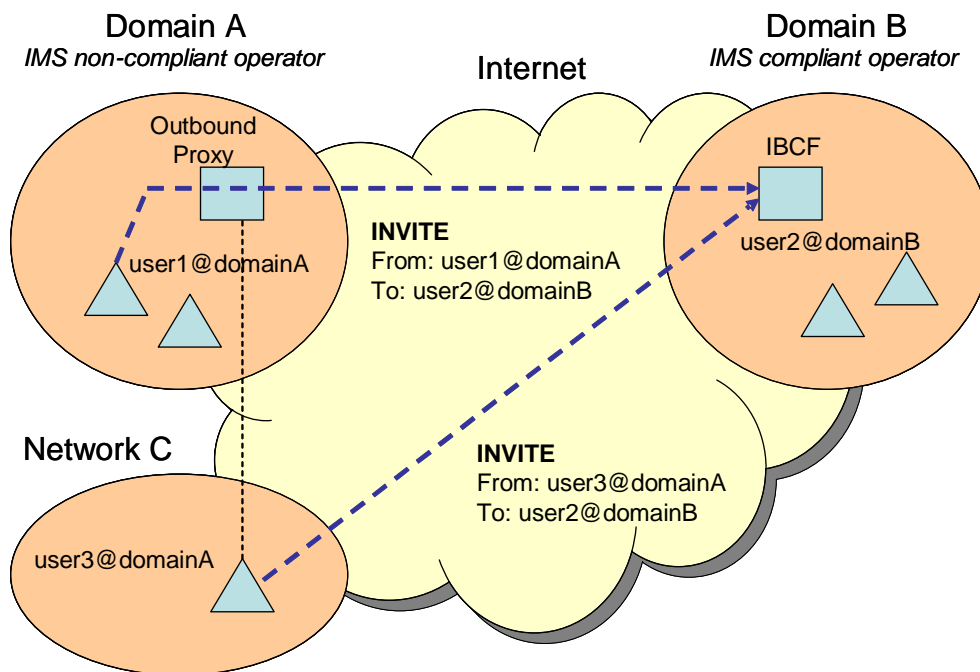 Domain A
IMS non-compliant operator
Domain B
IMS compliant operator
Internet
Outbound
Proxy
IBCF
user1@domainA
INVITE
From: user1@domainA
To: user2@domainB
user2@domainB
Network C
INVITE
From: user3@domainA
To: user2@domainB
user3@domainA